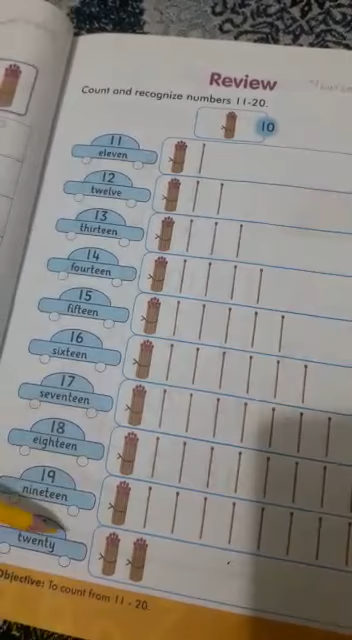 Review
Count and recognize numbers 11-20.
10
11
eleven
12
twelve
13
thirteen
14
fourteen
15
fifteen
16
sixteen
17
seventeen
18
eighteen
19
nineteen
twenty
Objective: To count from 11 - 20.